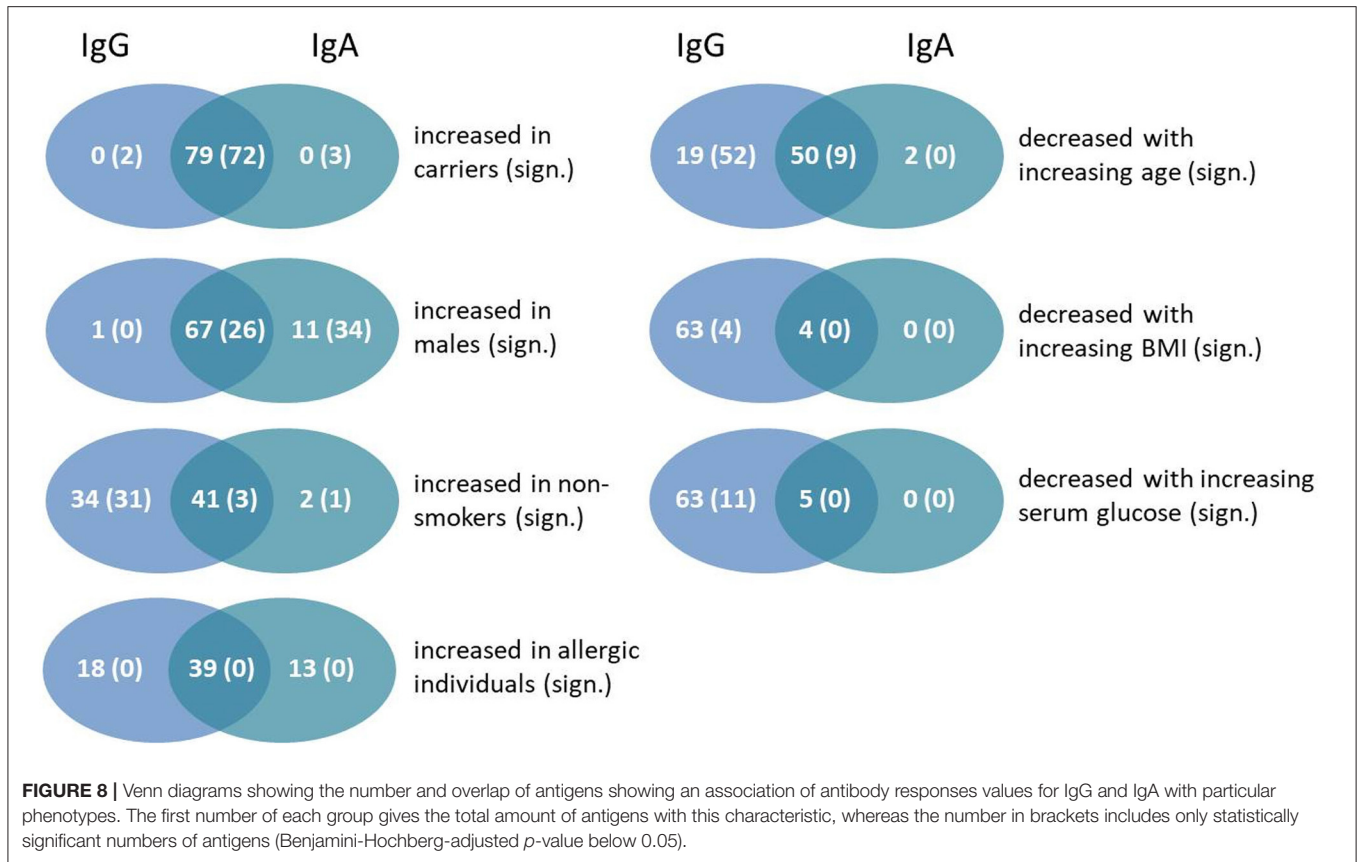 IgG IgA
0 (2) 79 (72) 0 (3)
increased in
carriers (sign.)
1 (0) 67 (26) 11 (34)
increased in
males (sign.)
34 (31) 41 (3) 2 (1)
increased in non-
smokers (sign.)
18 (0) 39 (0) 13 (0)
increased in allergic
individuals (sign.)
IgG IgA
19 (52) 50 (9) 2 (0)
decreased with
increasing age (sign.)
63 (4) 4 (0) 0 (0)
decreased with
increasing BMI (sign.)
63 (11) 5 (0) 0 (0)
decreased with increasing
serum glucose (sign.)
FIGURE 8 | Venn diagrams showing the number and overlap of antigens showing an association of antibody responses values for IgG and IgA with particular
phenotypes. The first number of each group gives the total amount of antigens with this characteristic, whereas the number in brackets includes only statistically
significant numbers of antigens (Benjamini-Hochberg-adjusted p-value below 0.05).